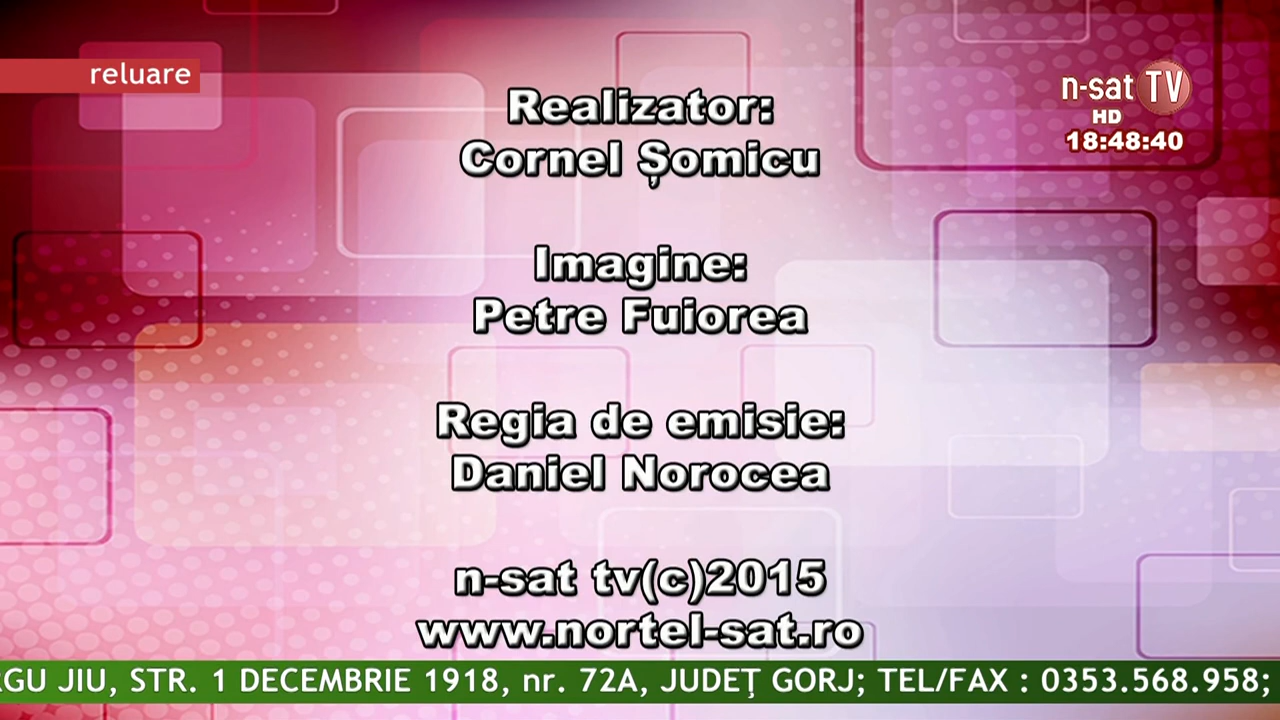 reluare
n-sat TV
HD
18:48:40
Realizator:
Cornel Șomicu
Imagine:
Petre Fuiorea
Regia de emisie:
Daniel Norocea
n-sat tv(c)2015
www.nortel-sat.ro
RGU JIU, STR. 1 DECEMBRIE 1918, nr. 72A, JUDEŢ GORJ; TEL/FAX : 0353.568.958;